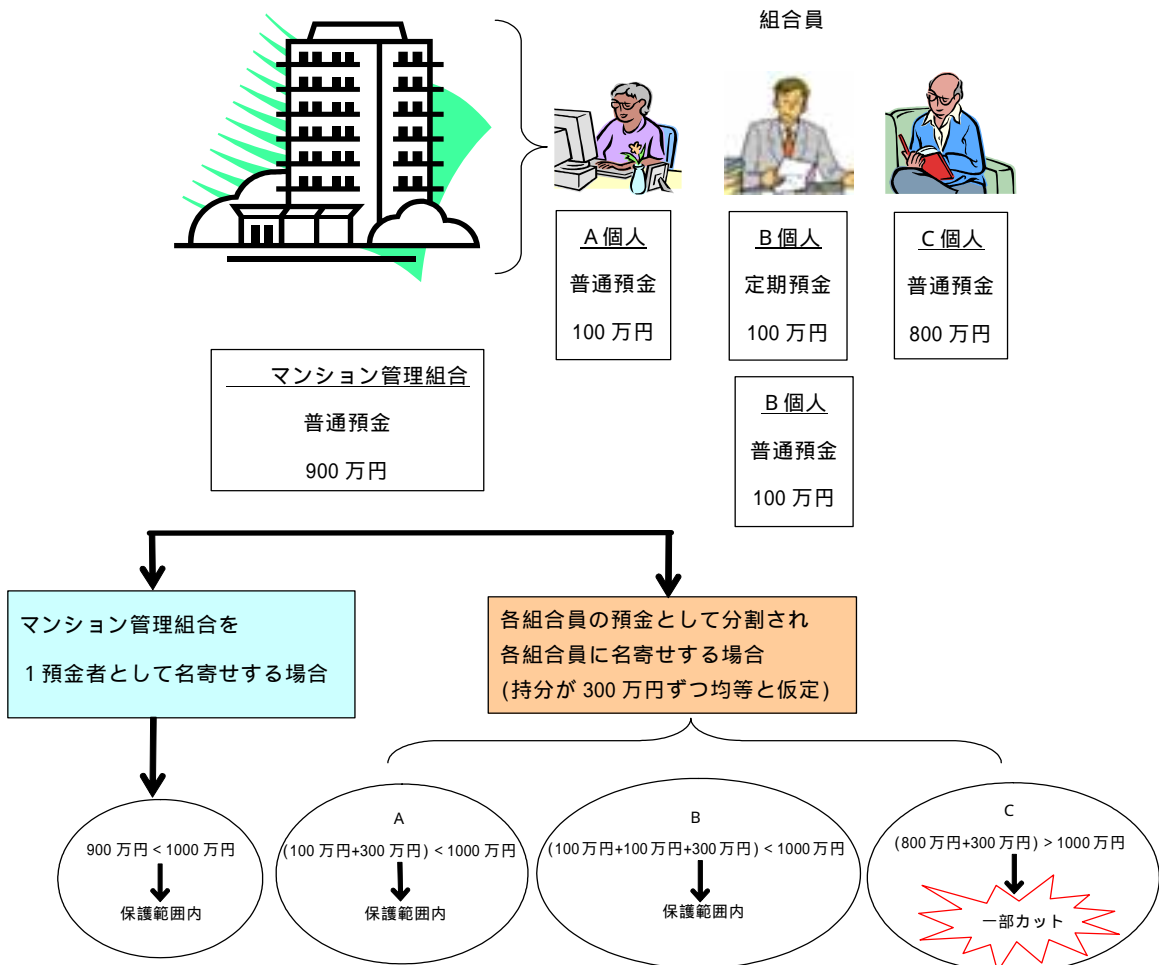 組合員
A個人
普通預金
100万円
B個人
定期預金
100万円
C個人
普通預金
800万円
マンション管理組合
普通預金
900万円
B個人
普通預金
100万円
マンション管理組合を
1預金者として名寄せする場合
各組合員の預金として分割され
各組合員に名寄せする場合
(持分が300万円ずつ均等と仮定)
900万円<1000万円
保護範囲内
A
(100万円+300万円)<1000万円
保護範囲内
B
(100万円+100万円+300万円)<1000万円
保護範囲内
C
(800万円+300万円)>1000万円
一部カット